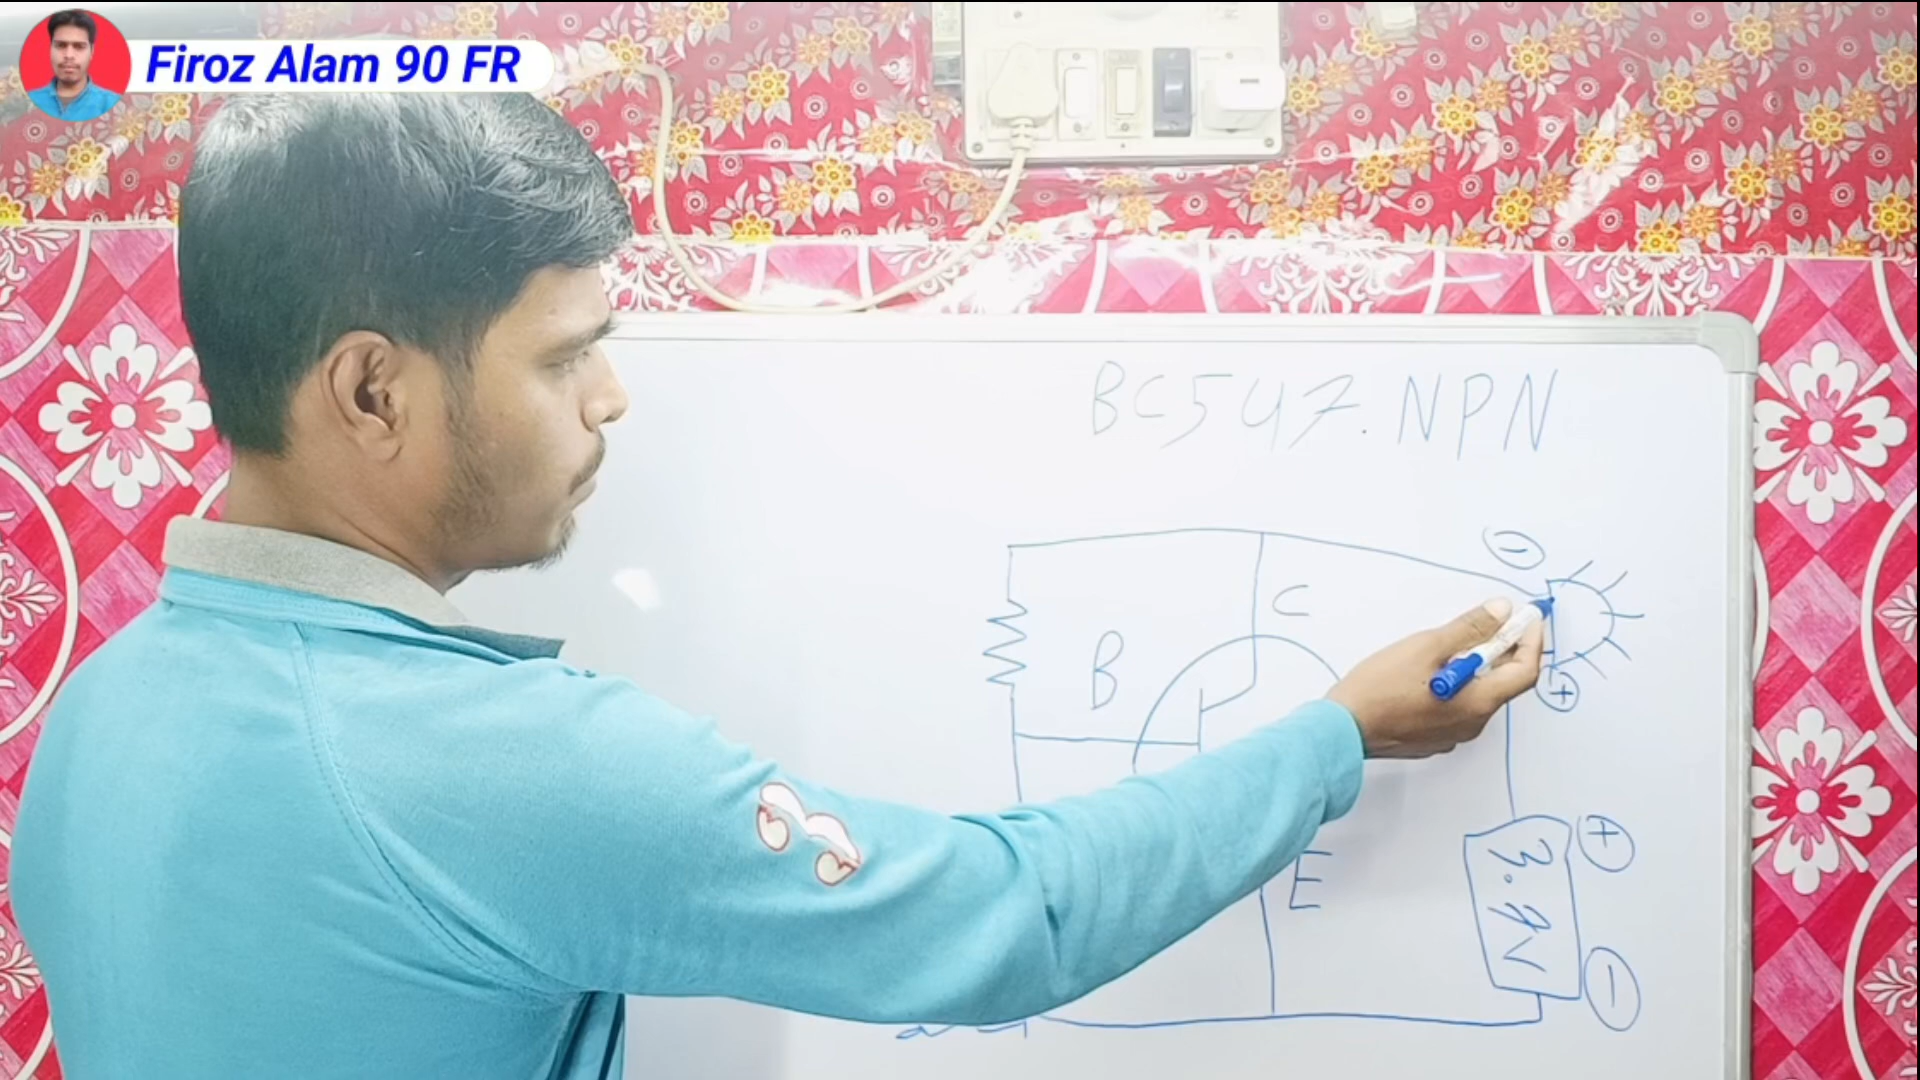 Firoz Alam 90 FR
BC547.NPN
-
C
B
+
+
E
3.7V
-